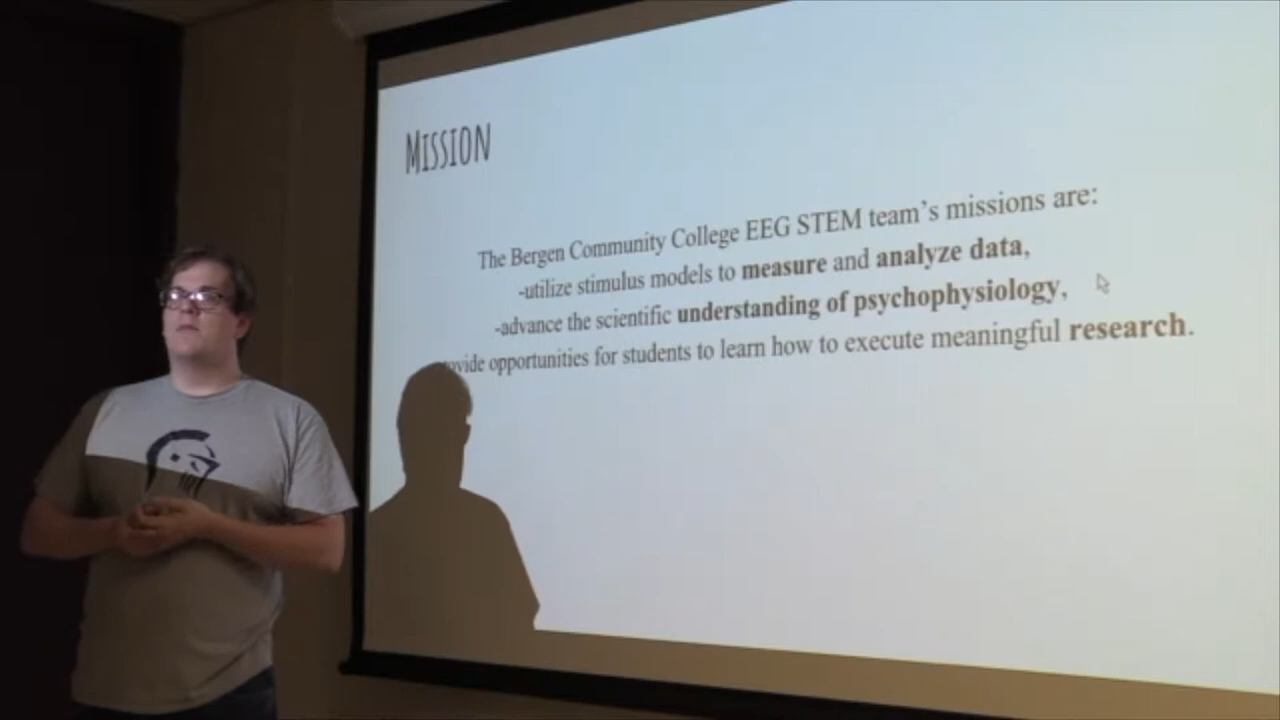 Mission
The Bergen Community College EEG STEM team's missions are:
-utilize stimulus models to measure and analyze data,
-advance the scientific understanding of psychophysiology,
opportunities for students to learn how to execute meaningful research.